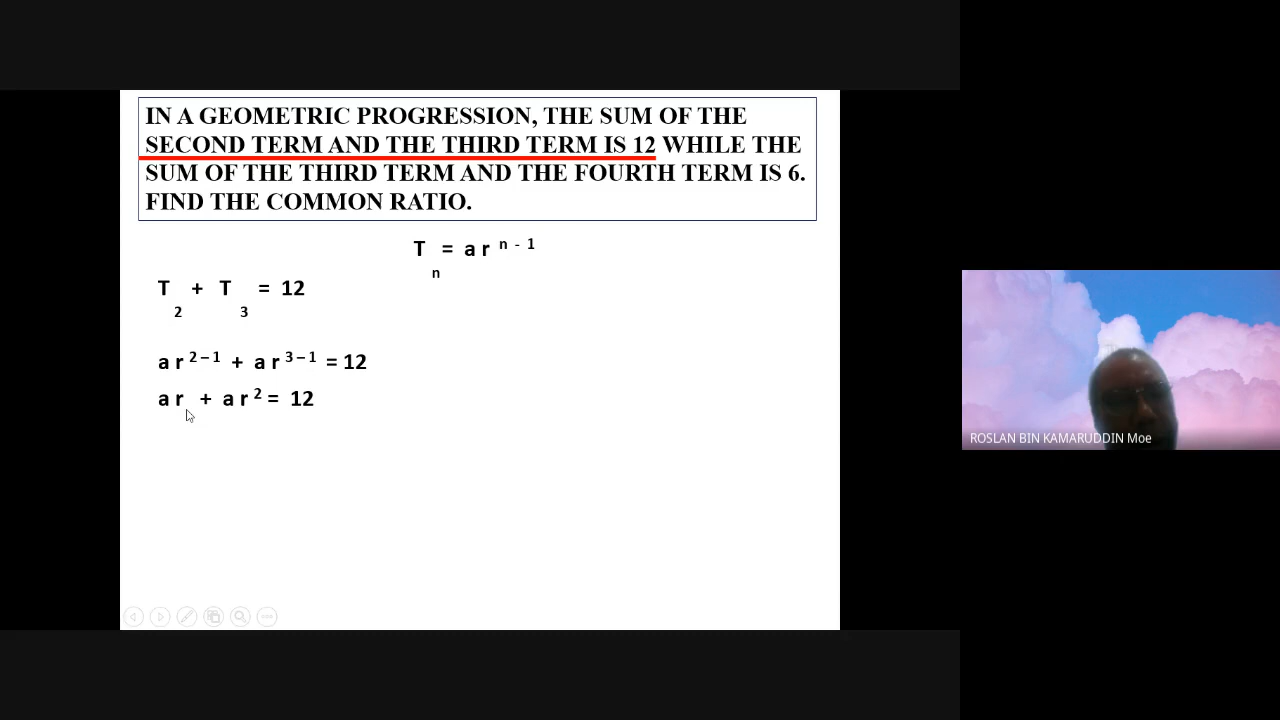 IN A GEOMETRIC PROGRESSION, THE SUM OF THE
SECOND TERM AND THE THIRD TERM IS 12 WHILE THE
SUM OF THE THIRD TERM AND THE FOURTH TERM IS 6.
FIND THE COMMON RATIO.
T n = a r n - 1
T 2 + T 3 = 12
a r 2 – 1 + a r 3 – 1 = 12
a r + a r 2 = 12
ROSLAN BIN KAMARUDDIN Moe